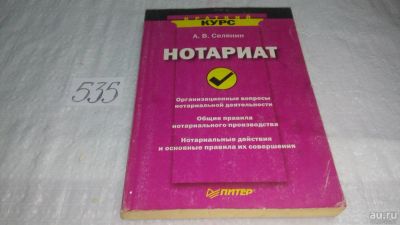 КРАТКИЙ
КУРС
А. В. Селянин
НОТАРИАТ
Организационные вопросы
нотариальной деятельности
Общие правила
нотариального производства
Нотариальные действия
и основные правила их совершения
ПИТЕР
535
au.ru